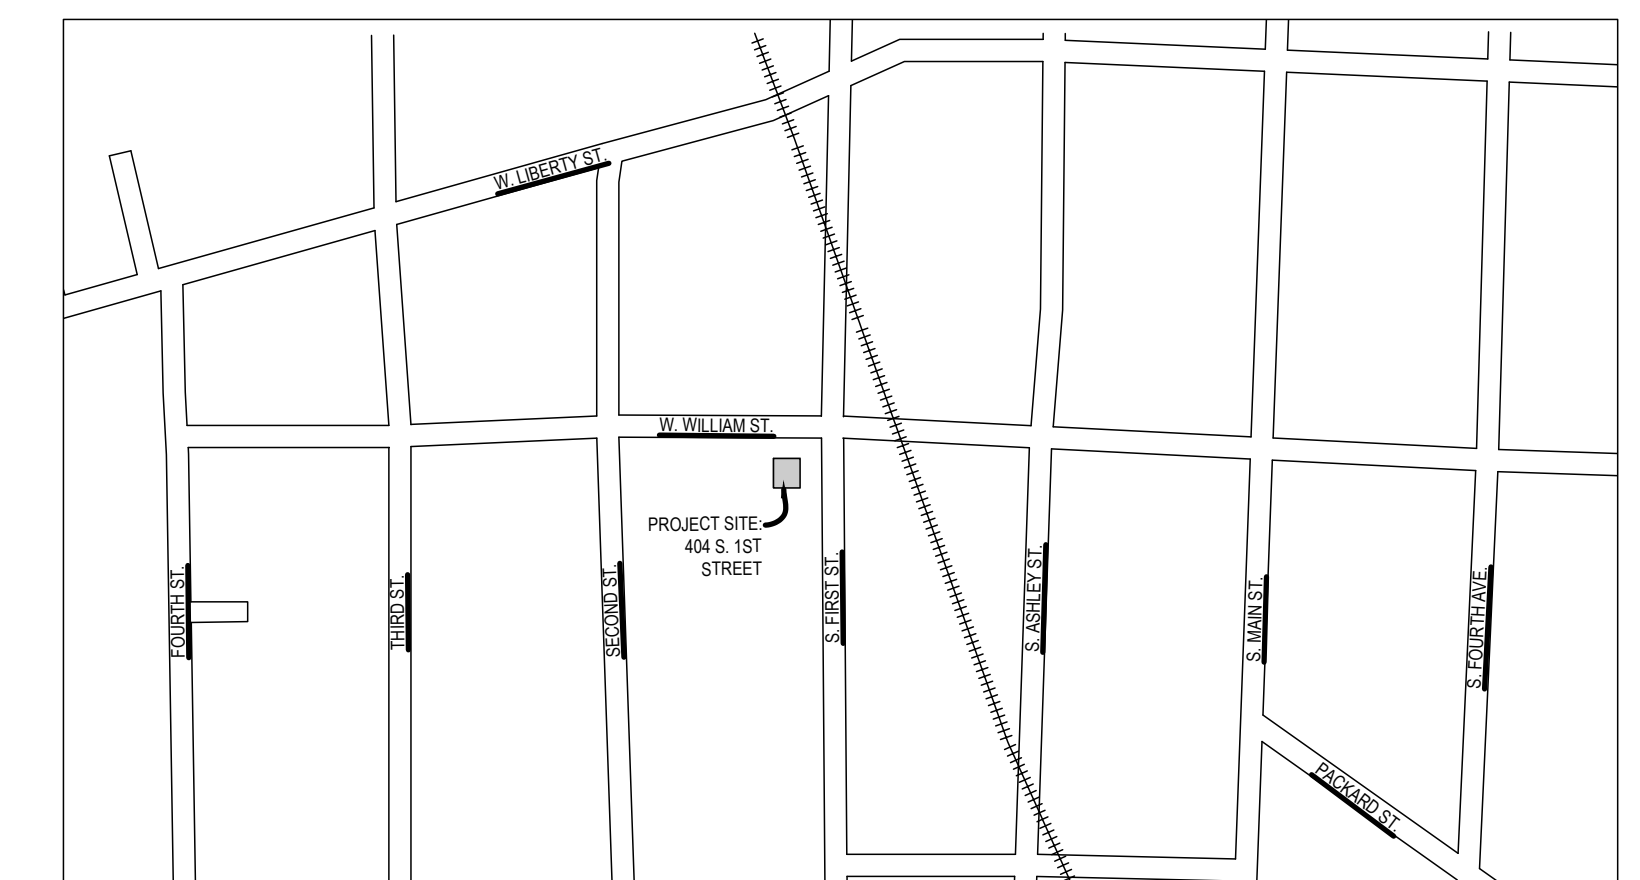 W. LIBERTY ST.
W. WILLIAM ST.
PROJECT SITE:
404 S. 1ST
STREET
FOURTH ST.
THIRD ST.
SECOND ST.
S. FIRST ST.
S. ASHLEY ST.
S. MAIN ST.
S. FOURTH AVE.
PACKARD ST.